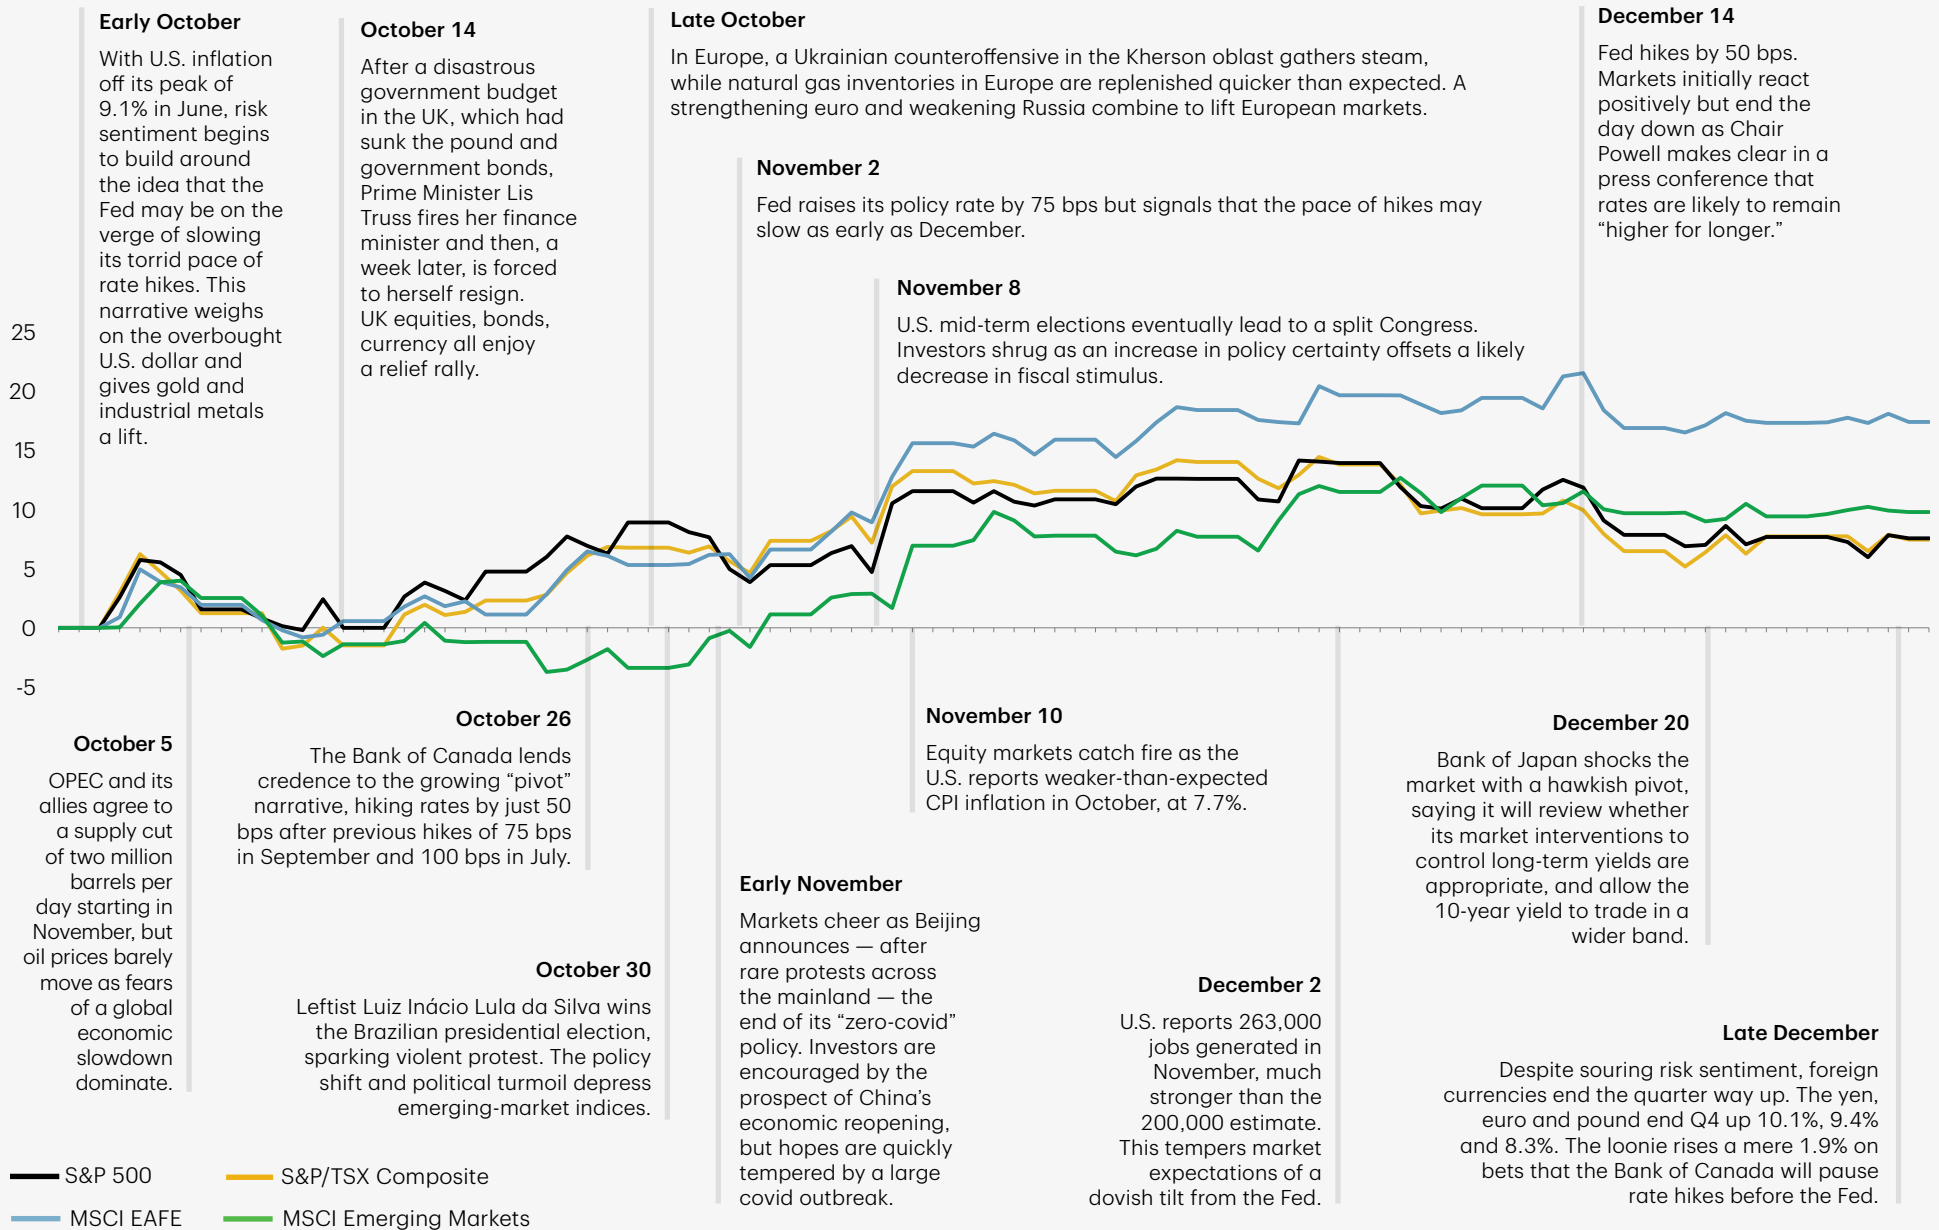 Early October
With U.S. inflation
off its peak of
9.1% in June, risk
sentiment begins
to build around
the idea that the
Fed may be on the
verge of slowing
its torrid pace of
rate hikes. This
narrative weighs
on the overbought
U.S. dollar and
gives gold and
industrial metals
a lift.
October 14
After a disastrous
government budget
in the UK, which had
sunk the pound and
government bonds,
Prime Minister Lis
Truss fires her finance
minister and then, a
week later, is forced
to herself resign.
UK equities, bonds,
currency all enjoy
a relief rally.
Late October
In Europe, a Ukrainian counteroffensive in the Kherson oblast gathers steam,
while natural gas inventories in Europe are replenished quicker than expected. A
strengthening euro and weakening Russia combine to lift European markets.
November 2
Fed raises its policy rate by 75 bps but signals that the pace of hikes may
slow as early as December.
November 8
U.S. mid-term elections eventually lead to a split Congress.
Investors shrug as an increase in policy certainty offsets a likely
decrease in fiscal stimulus.
December 14
Fed hikes by 50 bps.
Markets initially react
positively but end the
day down as Chair
Powell makes clear in a
press conference that
rates are likely to remain
“higher for longer.”
25
20
15
10
5
0
-5
October 5
OPEC and its
allies agree to
a supply cut
of two million
barrels per
day starting in
November, but
oil prices barely
move as fears
of a global
economic
slowdown
dominate.
October 26
The Bank of Canada lends
credence to the growing “pivot”
narrative, hiking rates by just 50
bps after previous hikes of 75 bps
in September and 100 bps in July.
October 30
Leftist Luiz Inácio Lula da Silva wins
the Brazilian presidential election,
sparking violent protest. The policy
shift and political turmoil depress
emerging-market indices.
Early November
Markets cheer as Beijing
announces — after
rare protests across
the mainland — the
end of its “zero-covid”
policy. Investors are
encouraged by the
prospect of China’s
economic reopening,
but hopes are quickly
tempered by a large
covid outbreak.
November 10
Equity markets catch fire as the
U.S. reports weaker-than-expected
CPI inflation in October, at 7.7%.
December 2
U.S. reports 263,000
jobs generated in
November, much
stronger than the
200,000 estimate.
This tempers market
expectations of a
dovish tilt from the Fed.
December 20
Bank of Japan shocks the
market with a hawkish pivot,
saying it will review whether
its market interventions to
control long-term yields are
appropriate, and allow the
10-year yield to trade in a
wider band.
Late December
Despite souring risk sentiment, foreign
currencies end the quarter way up. The yen,
euro and pound end Q4 up 10.1%, 9.4%
and 8.3%. The loonie rises a mere 1.9% on
bets that the Bank of Canada will pause
rate hikes before the Fed.
S&P 500
S&P/TSX Composite
MSCI EAFE
MSCI Emerging Markets